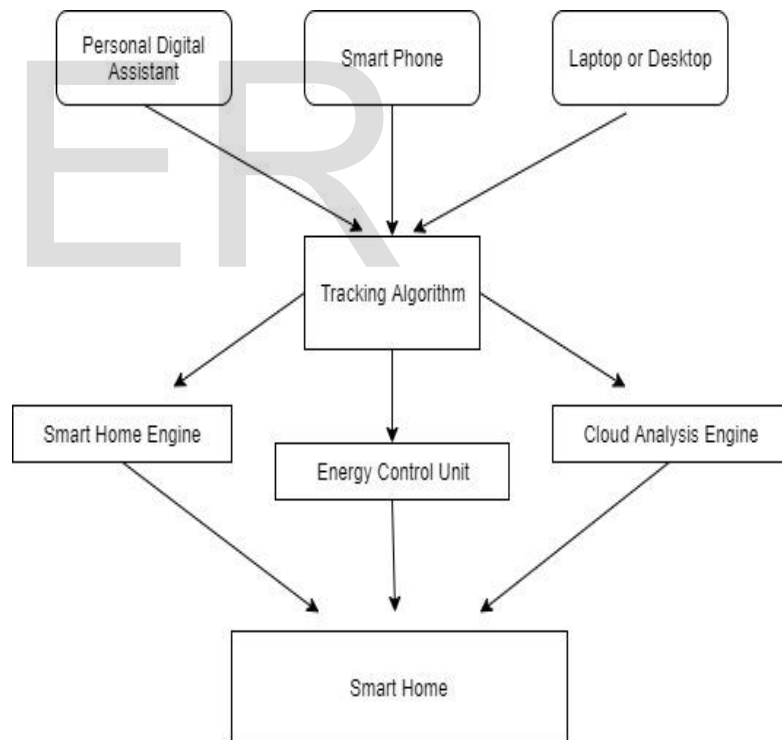 Personal Digital
Assistant
Smart Phone
Laptop or Desktop
ER
Tracking Algorithm
Smart Home Engine
Energy Control Unit
Cloud Analysis Engine
Smart Home